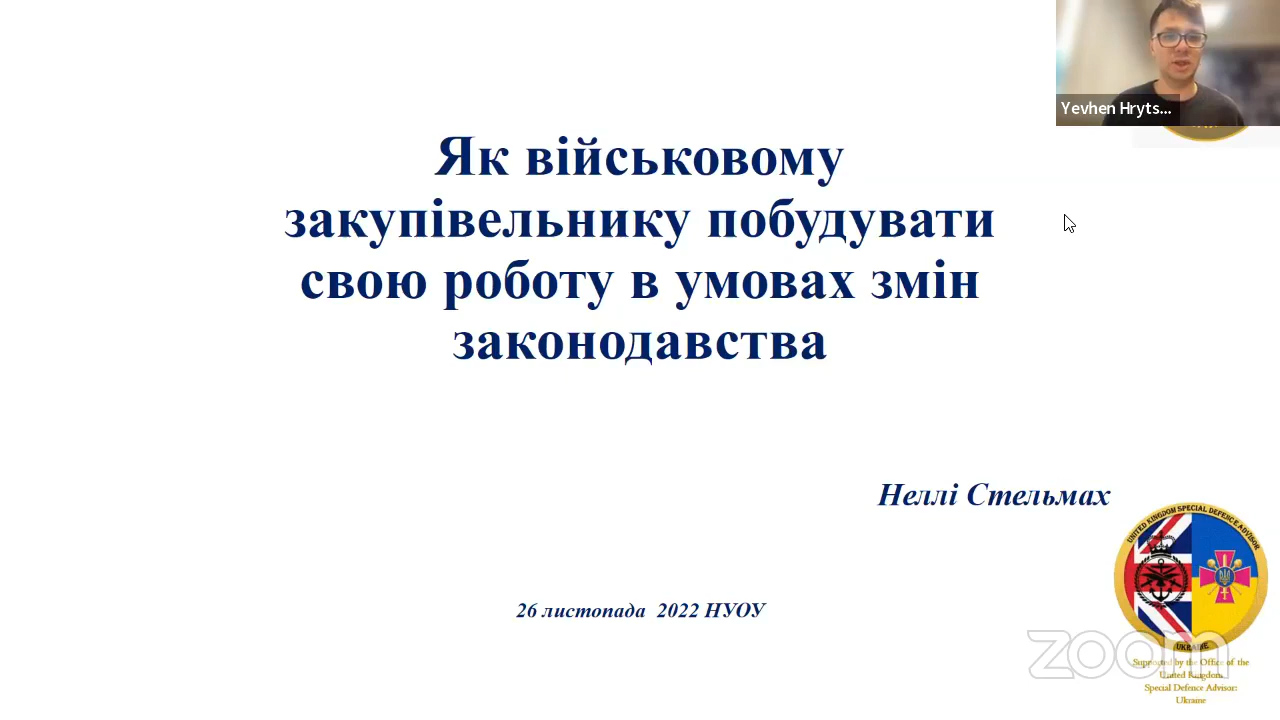 Yevhen Hryts...
Як військовому
закупівельнику побудувати
свою роботу в умовах змін
законодавства
Неллі Стельмах
26 листопада 2022 НУОУ
UNITED KINGDOM SPECIAL DEFENCE ADVISOR
UKRAINE
zoom
Supported by the Office of the
United Kingdom
Special Defence Advisor:
Ukraine